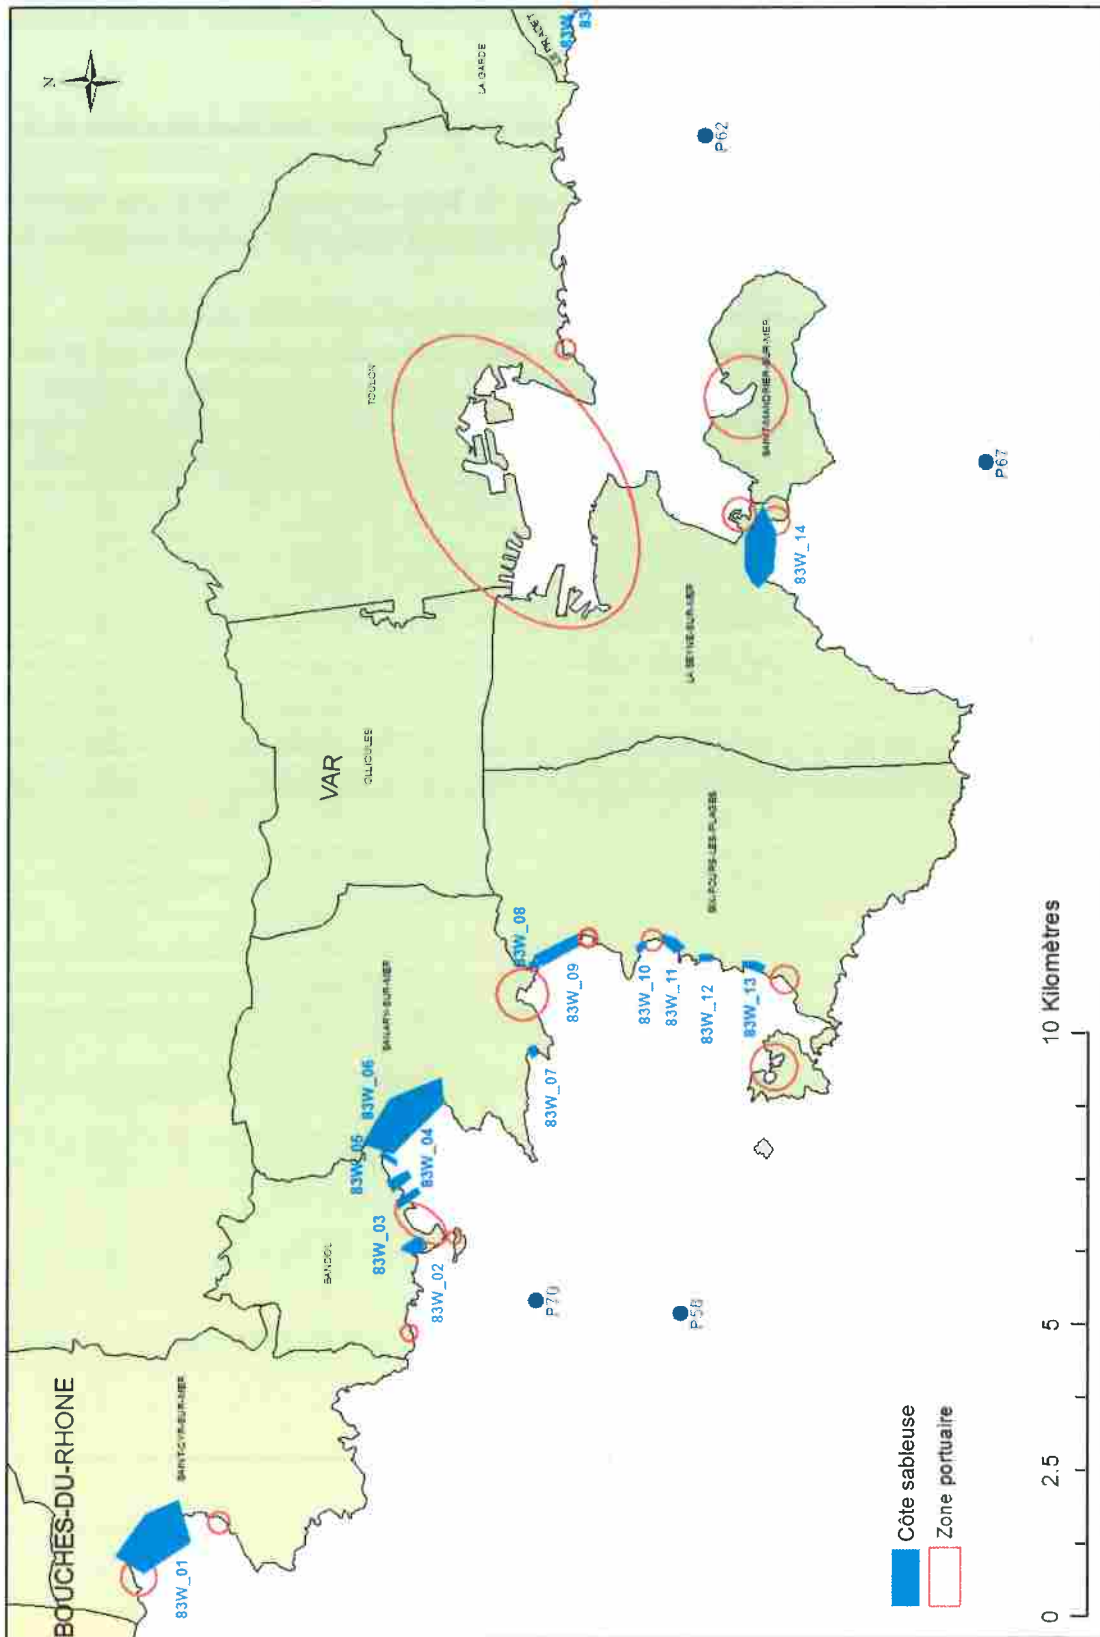 N
BOUCHES-DU-RHONE
VAR
SAINT-CYR-SUR-MER
BANDOL
SANARY-SUR-MER
OLLIOULES
TOULON
LA GARDE
LE PRADET
SIX-FOURS-LES-PLAGES
LA SEYNE-SUR-MER
SAINT-MANDRIER-SUR-MER
83W_01
83W_02
83W_03
83W_04
83W_05
83W_06
83W_07
83W_08
83W_09
83W_10
83W_11
83W_12
83W_13
83W_14
83W
83
P70
P58
P67
P62
Côte sableuse
Zone portuaire
0
2.5
5
10 Kilomètres